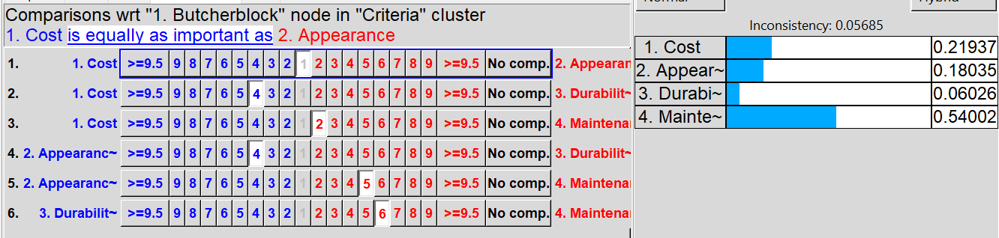 Comparisons wrt "1. Butcherblock" node in "Criteria" cluster
1. Cost is equally as important as 2. Appearance
1. 1. Cost >=9.5 9 8 7 6 5 4 3 2 1 2 3 4 5 6 7 8 9 >=9.5 No comp. 2. Appearan
2. 1. Cost >=9.5 9 8 7 6 5 4 3 2 1 2 3 4 5 6 7 8 9 >=9.5 No comp. 3. Durabilit~
3. 1. Cost >=9.5 9 8 7 6 5 4 3 2 1 2 3 4 5 6 7 8 9 >=9.5 No comp. 4. Maintenan
4. 2. Appearanc~ >=9.5 9 8 7 6 5 4 3 2 1 2 3 4 5 6 7 8 9 >=9.5 No comp. 3. Durabilit~
5. 2. Appearanc~ >=9.5 9 8 7 6 5 4 3 2 1 2 3 4 5 6 7 8 9 >=9.5 No comp. 4. Maintenan
6. 3. Durabilit~ >=9.5 9 8 7 6 5 4 3 2 1 2 3 4 5 6 7 8 9 >=9.5 No comp. 4. Maintenan
Normal Hybrid
Inconsistency: 0.05685
1. Cost 0.21937
2. Appear~ 0.18035
3. Durabi~ 0.06026
4. Mainte~ 0.54002